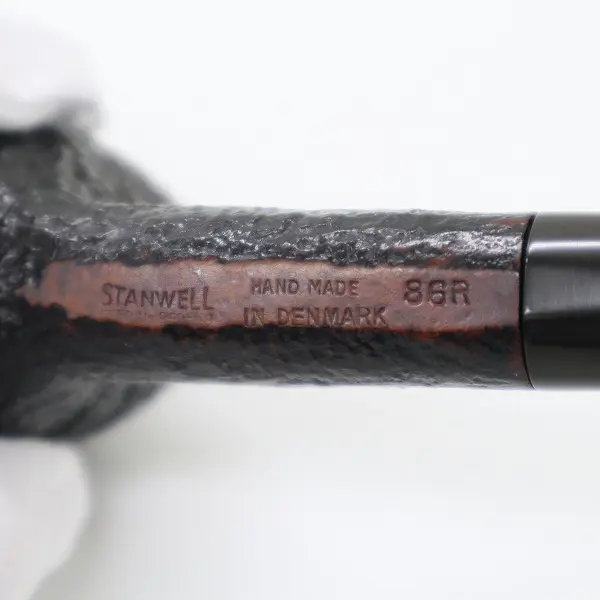 STANWELL
HAND MADE
IN DENMARK
86R